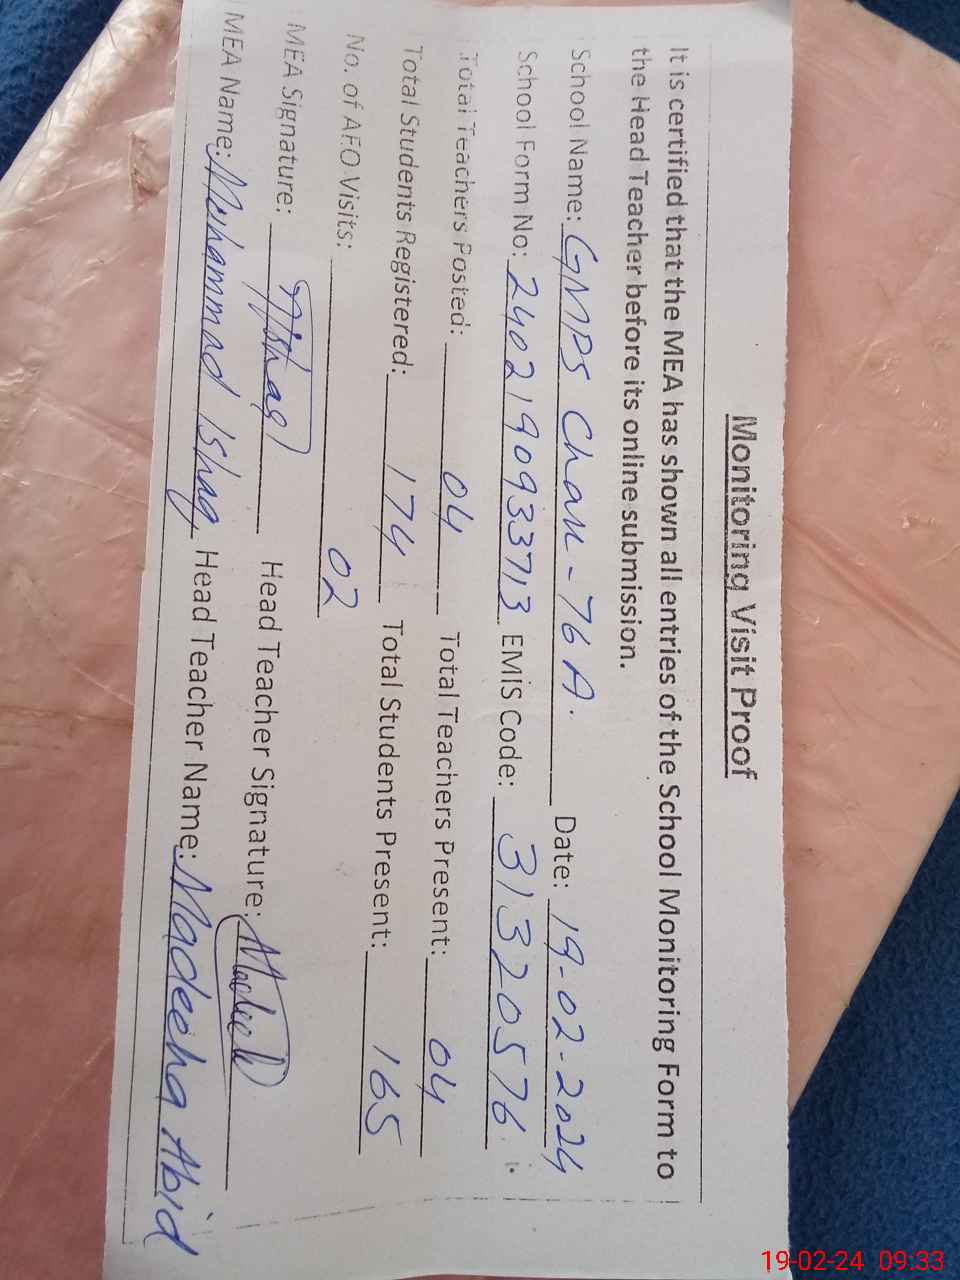 Monitoring Visit Proof
It is certified that the MEA has shown all entries of the School Monitoring Form to
the Head Teacher before its online submission.
School Name: GMPS Chak - 76 A. Date: 19-02-2024
School Form No: 2402190933713 EMIS Code: 31320576.
Total Teachers Posted: 04 Total Teachers Present: 04
Total Students Registered: 174 Total Students Present: 165
No. of AEO Visits: 02
MEA Signature: Head Teacher Signature:
MEA Name: Muhammad Ishaq Head Teacher Name: Madeeha Abid
19-02-24 09:33